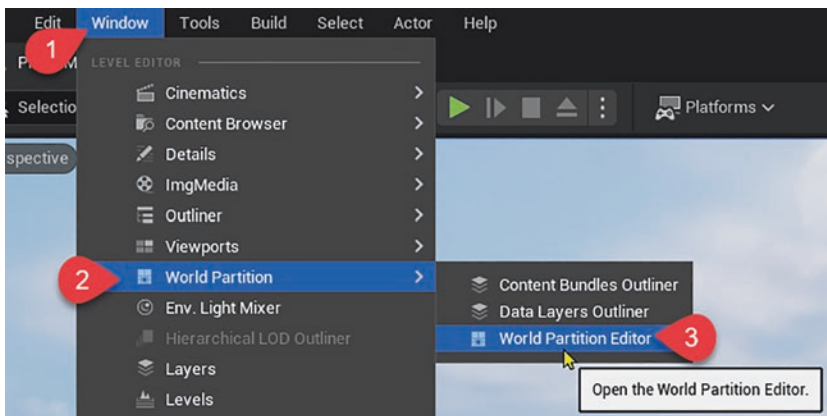 Edit Window Tools Build Select Actor Help
1
LEVEL EDITOR
Cinematics
Selectio
Platforms
Content Browser
spective
Details
ImgMedia
Outliner
Viewports
2
World Partition
Content Bundles Outliner
Env. Light Mixer
Data Layers Outliner
Hierarchical LOD Outliner
World Partition Editor
3
Layers
Open the World Partition Editor.
Levels